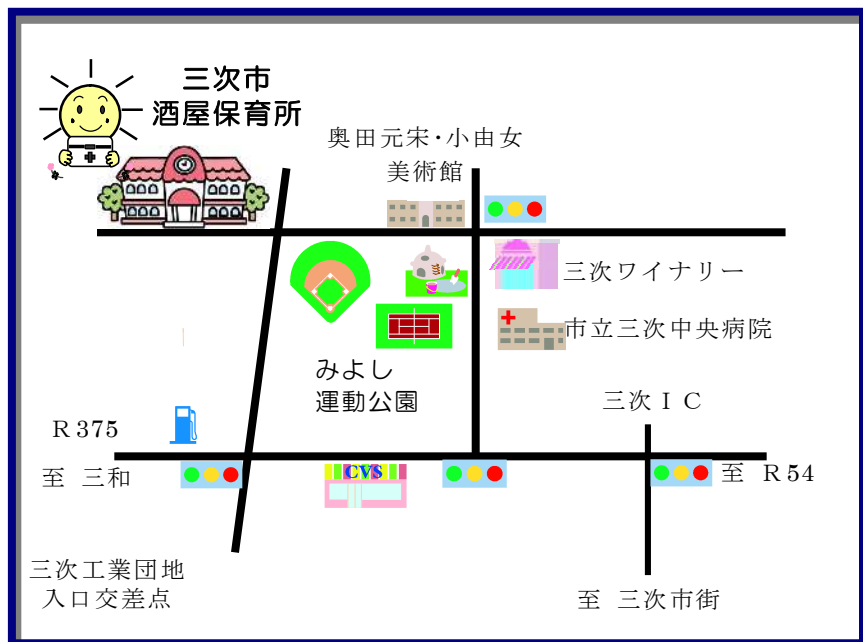 三次市
酒屋保育所
奥田元宋・小由女
美術館
三次ワイナリー
市立三次中央病院
みよし
運動公園
三次ＩＣ
Ｒ375
至 三和
CVS
至 Ｒ54
三次工業団地
入口交差点
至 三次市街